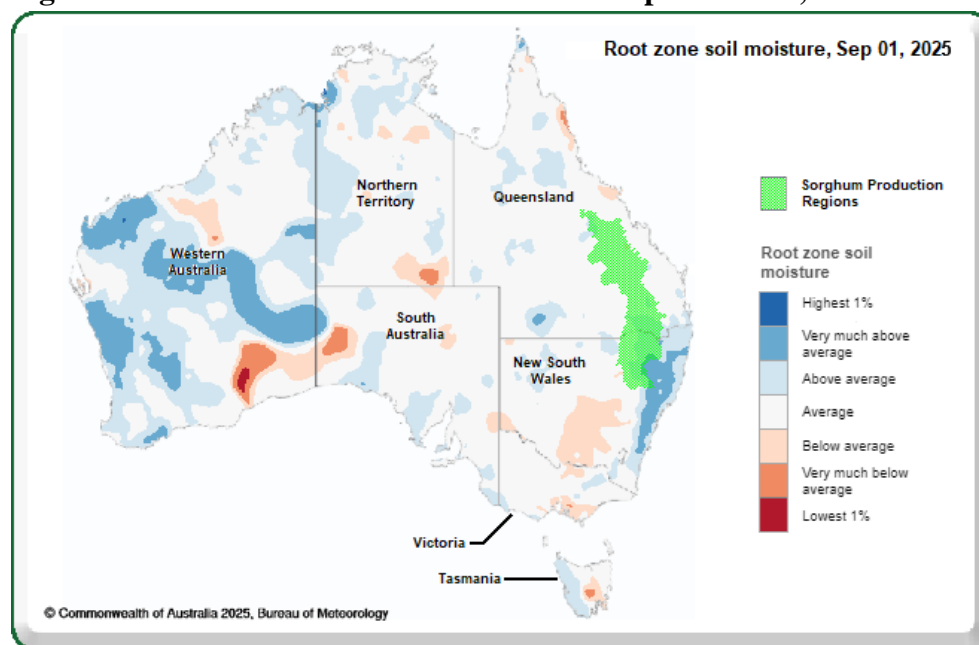 Root zone soil moisture, Sep 01, 2025
Northern
Territory
Queensland
Western
Australia
South
Australia
New South
Wales
Victoria
Tasmania
Sorghum Production
Regions
Root zone soil
moisture
Highest 1%
Very much above
average
Above average
Average
Below average
Very much below
average
Lowest 1%
© Commonwealth of Australia 2025, Bureau of Meteorology